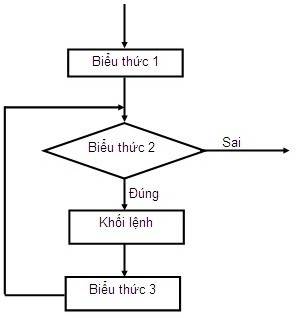 Biểu thức 1
Biểu thức 2
Sai
Đúng
Khối lệnh
Biểu thức 3